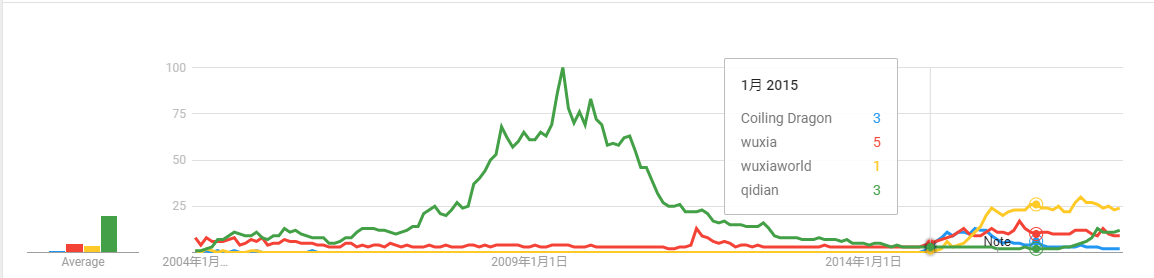 100
75
50
25
1月 2015
Coiling Dragon 3
wuxia 5
wuxiaworld 1
qidian 3
Note
Average
2004年1月...
2009年1月1日
2014年1月1日